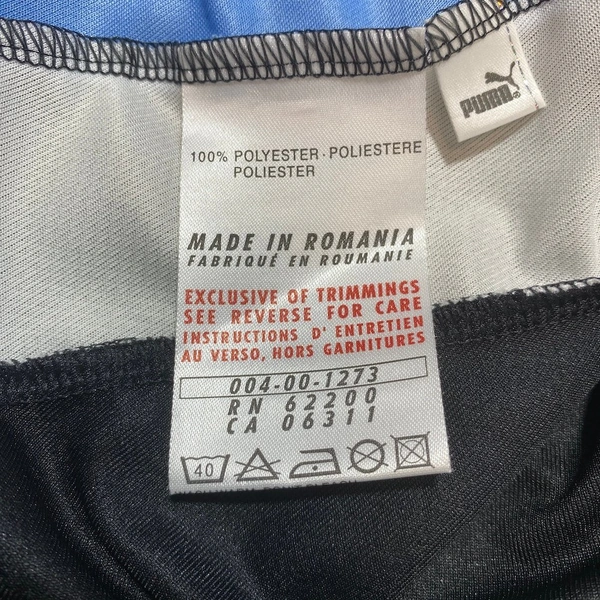 PUMA®
100% POLYESTER · POLIESTERE
POLIESTER
MADE IN ROMANIA
FABRIQUÉ EN ROUMANIE
EXCLUSIVE OF TRIMMINGS
SEE REVERSE FOR CARE
INSTRUCTIONS D' ENTRETIEN
AU VERSO, HORS GARNITURES
004-00-1273
RN 62200
CA 06311
40